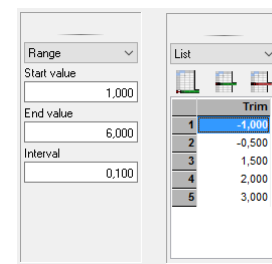 Range
Start value
1,000
End value
6,000
Interval
0,100
List
Trim
1 -1,000
2 -0,500
3 1,500
4 2,000
5 3,000